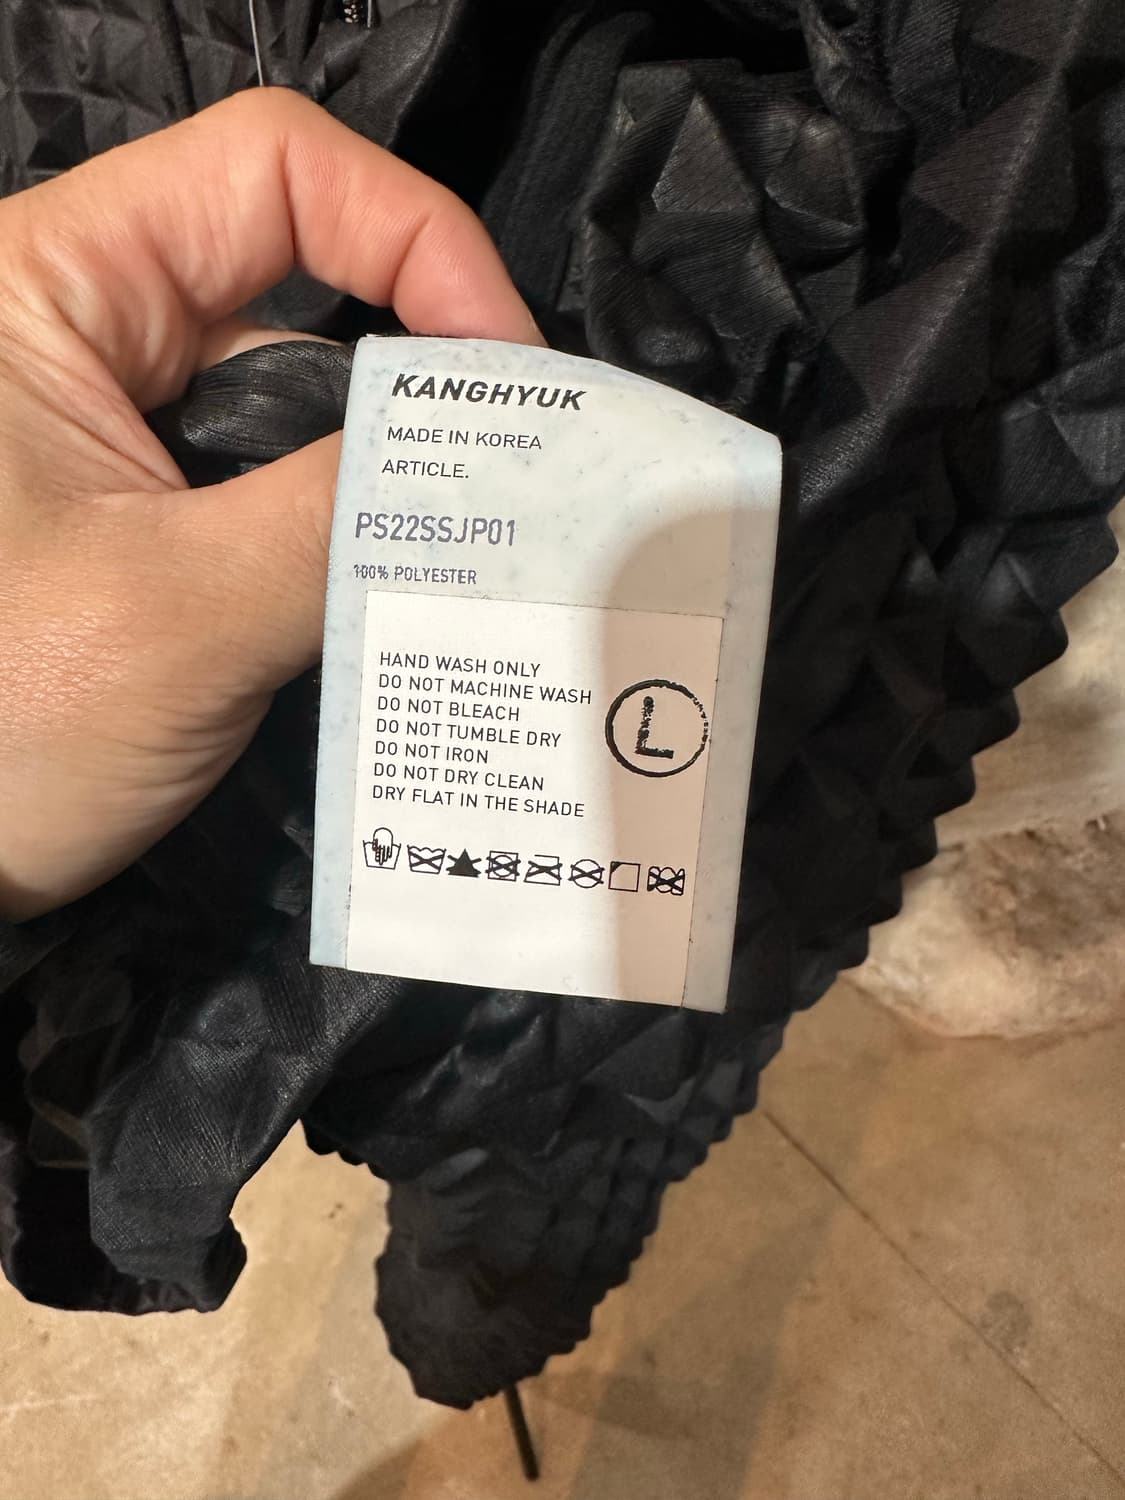 KANGHYUK
MADE IN KOREA
ARTICLE.
PS22SSJP01
100% POLYESTER
HAND WASH ONLY
DO NOT MACHINE WASH
DO NOT BLEACH
DO NOT TUMBLE DRY
DO NOT IRON
DO NOT DRY CLEAN
DRY FLAT IN THE SHADE
L